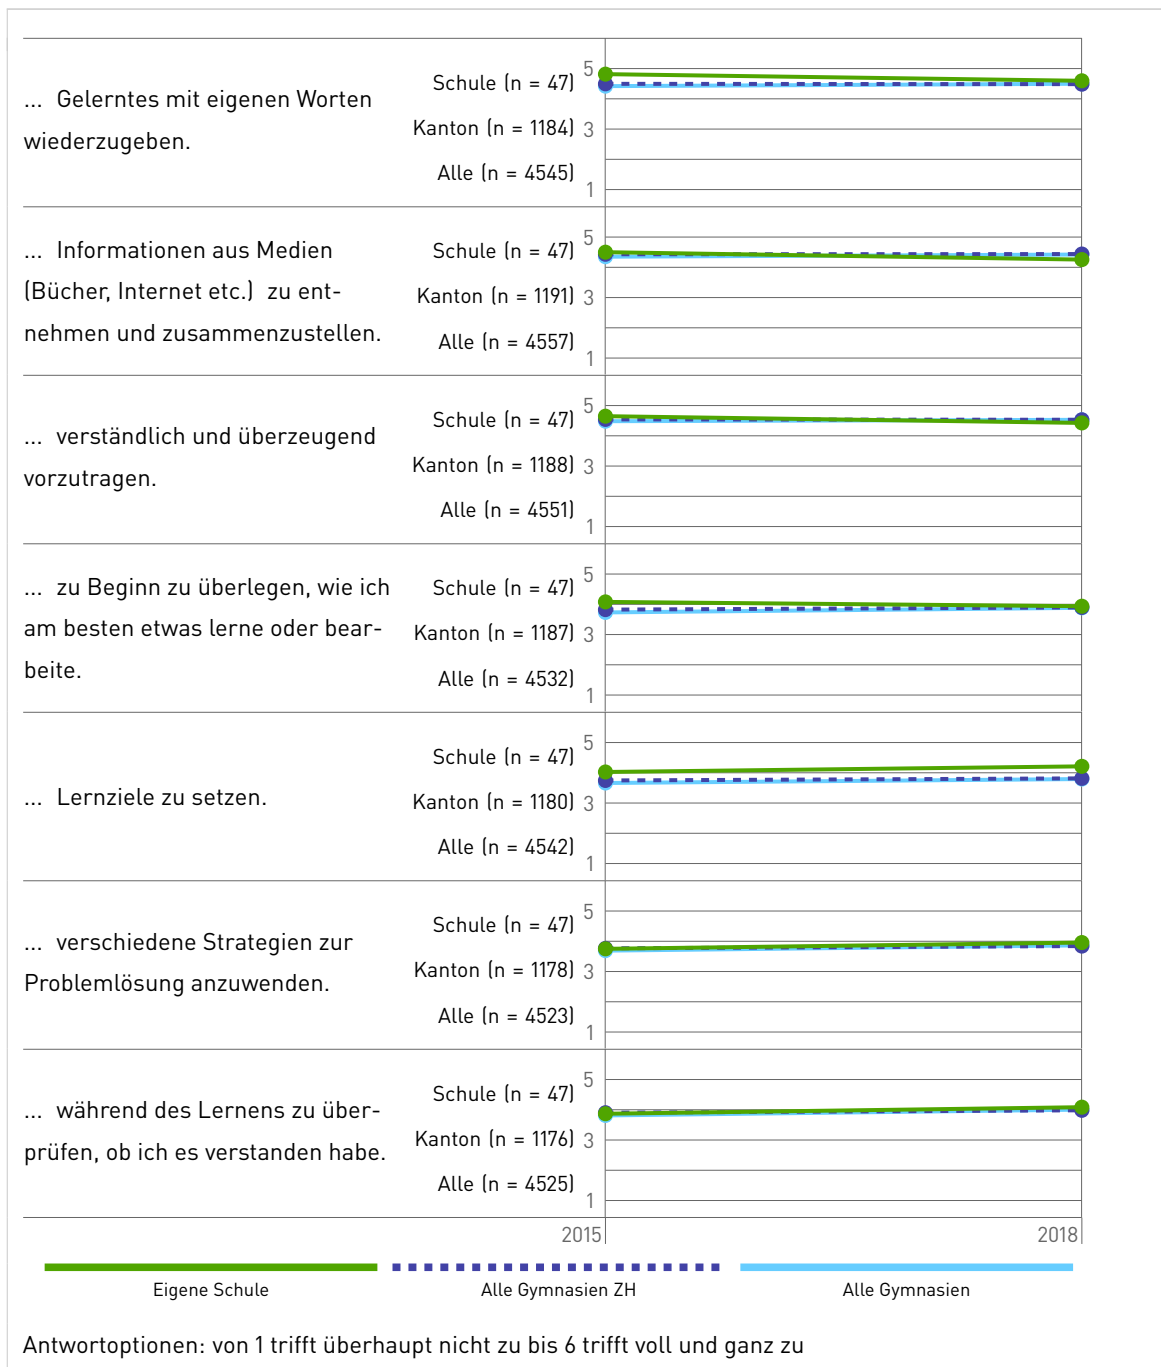 ... Gelerntes mit eigenen Worten
wiederzugeben.
Schule (n = 47)
Kanton (n = 1184)
Alle (n = 4545)
5
3
1
... Informationen aus Medien
(Bücher, Internet etc.) zu ent-
nehmen und zusammenzustellen.
Schule (n = 47)
Kanton (n = 1191)
Alle (n = 4557)
5
3
1
... verständlich und überzeugend
vorzutragen.
Schule (n = 47)
Kanton (n = 1188)
Alle (n = 4551)
5
3
1
... zu Beginn zu überlegen, wie ich
am besten etwas lerne oder bear-
beite.
Schule (n = 47)
Kanton (n = 1187)
Alle (n = 4532)
5
3
1
... Lernziele zu setzen.
Schule (n = 47)
Kanton (n = 1180)
Alle (n = 4542)
5
3
1
... verschiedene Strategien zur
Problemlösung anzuwenden.
Schule (n = 47)
Kanton (n = 1178)
Alle (n = 4523)
5
3
1
... während des Lernens zu über-
prüfen, ob ich es verstanden habe.
Schule (n = 47)
Kanton (n = 1176)
Alle (n = 4525)
5
3
1
2015 2018
Eigene Schule Alle Gymnasien ZH Alle Gymnasien
Antwortoptionen: von 1 trifft überhaupt nicht zu bis 6 trifft voll und ganz zu